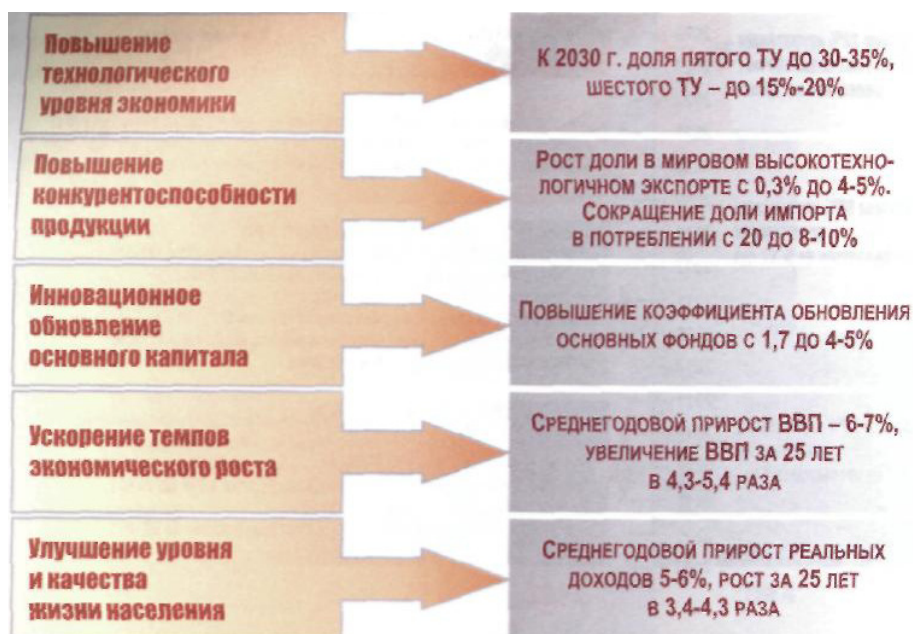 Повышение
технологического
уровня экономики
К 2030 г. доля пятого ТУ до 30-35%,
шестого ТУ – до 15%-20%
Повышение
конкурентоспособности
продукции
Рост доли в мировом высокотехно-
логичном экспорте с 0,3% до 4-5%.
Сокращение доли импорта
в потреблении с 20 до 8-10%
Инновационное
обновление
основного капитала
Повышение коэффициента обновления
основных фондов с 1,7 до 4-5%
Ускорение темпов
экономического роста
Среднегодовой прирост ВВП – 6-7%,
увеличение ВВП за 25 лет
в 4,3-5,4 раза
Улучшение уровня
и качества
жизни населения
Среднегодовой прирост реальных
доходов 5-6%, рост за 25 лет
в 3,4-4,3 раза